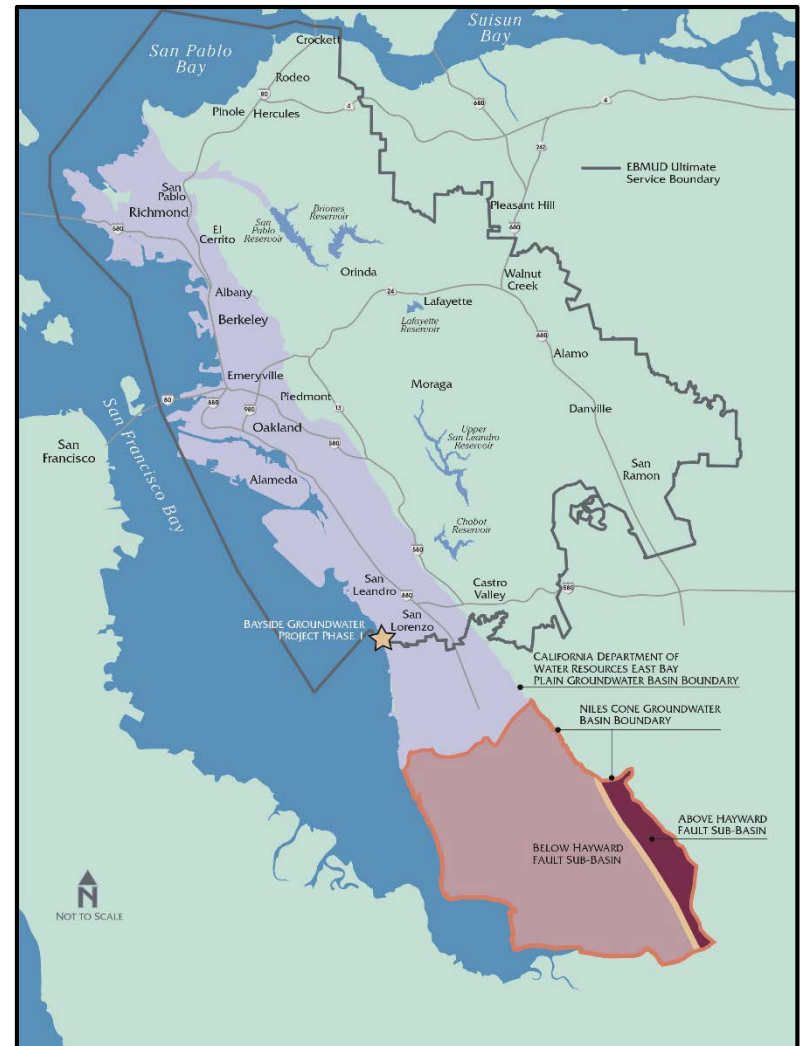 Suisun
Bay
San Pablo
Bay
Crockett
Rodeo
80
Pinole
Hercules
4
680
4
242
EBMUD Ultimate
Service Boundary
San
Pablo
Richmond
680
El
Cerrito
San
Pablo
Reservoir
Briones
Reservoir
Orinda
Pleasant Hill
680
Walnut
Creek
24
Lafayette
Lafayette
Reservoir
Albany
Berkeley
680
Alamo
Emeryville
Piedmont
Moraga
Danville
80
680
980
13
Oakland
580
San
Francisco
San Francisco Bay
Alameda
Upper
San Leandro
Reservoir
San
Ramon
Chabot
Reservoir
580
San
Leandro
880
Castro
Valley
580
San
Lorenzo
BAYSIDE GROUNDWATER
PROJECT PHASE 1
CALIFORNIA DEPARTMENT OF
WATER RESOURCES EAST BAY
PLAIN GROUNDWATER BASIN BOUNDARY
NILES CONE GROUNDWATER
BASIN BOUNDARY
ABOVE HAYWARD
FAULT SUB-BASIN
BELOW HAYWARD
FAULT SUB-BASIN
N
NOT TO SCALE